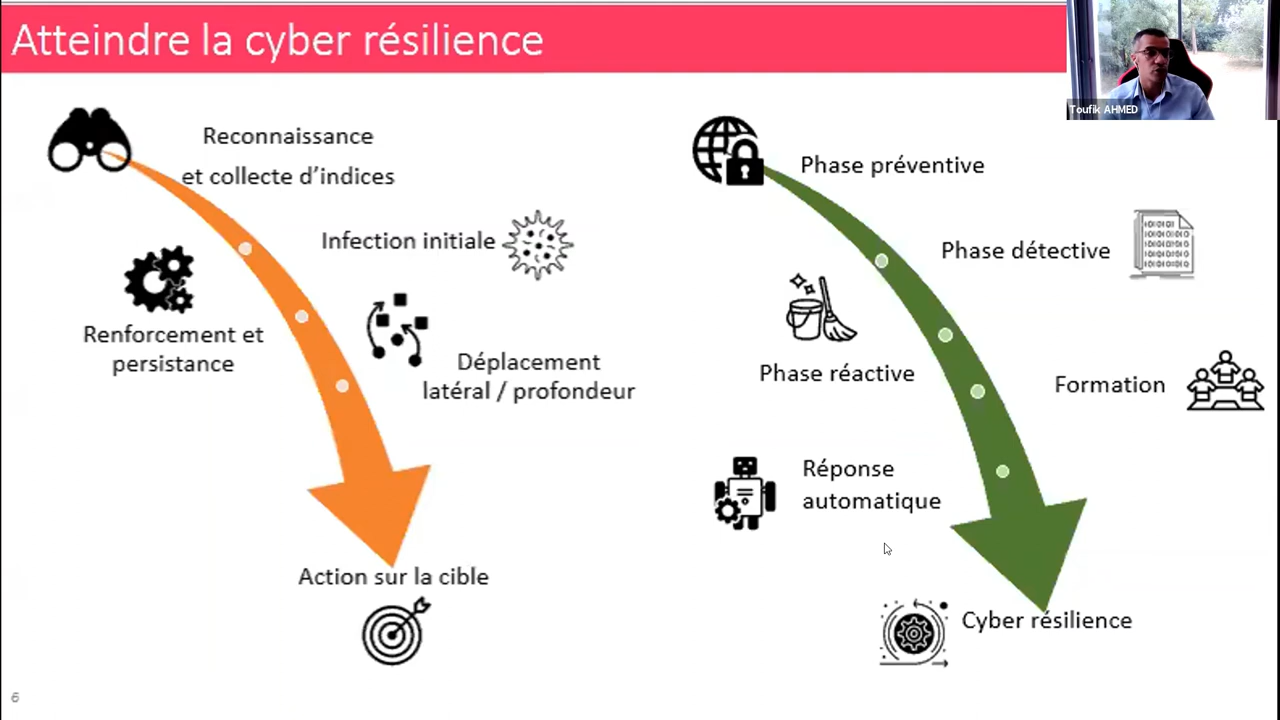 Atteindre la cyber résilience
Toufik AHMED
Reconnaissance
et collecte d’indices
Infection initiale
Renforcement et
persistance
Déplacement
latéral / profondeur
Action sur la cible
Phase préventive
Phase détective
Phase réactive
Formation
Réponse
automatique
Cyber résilience
6